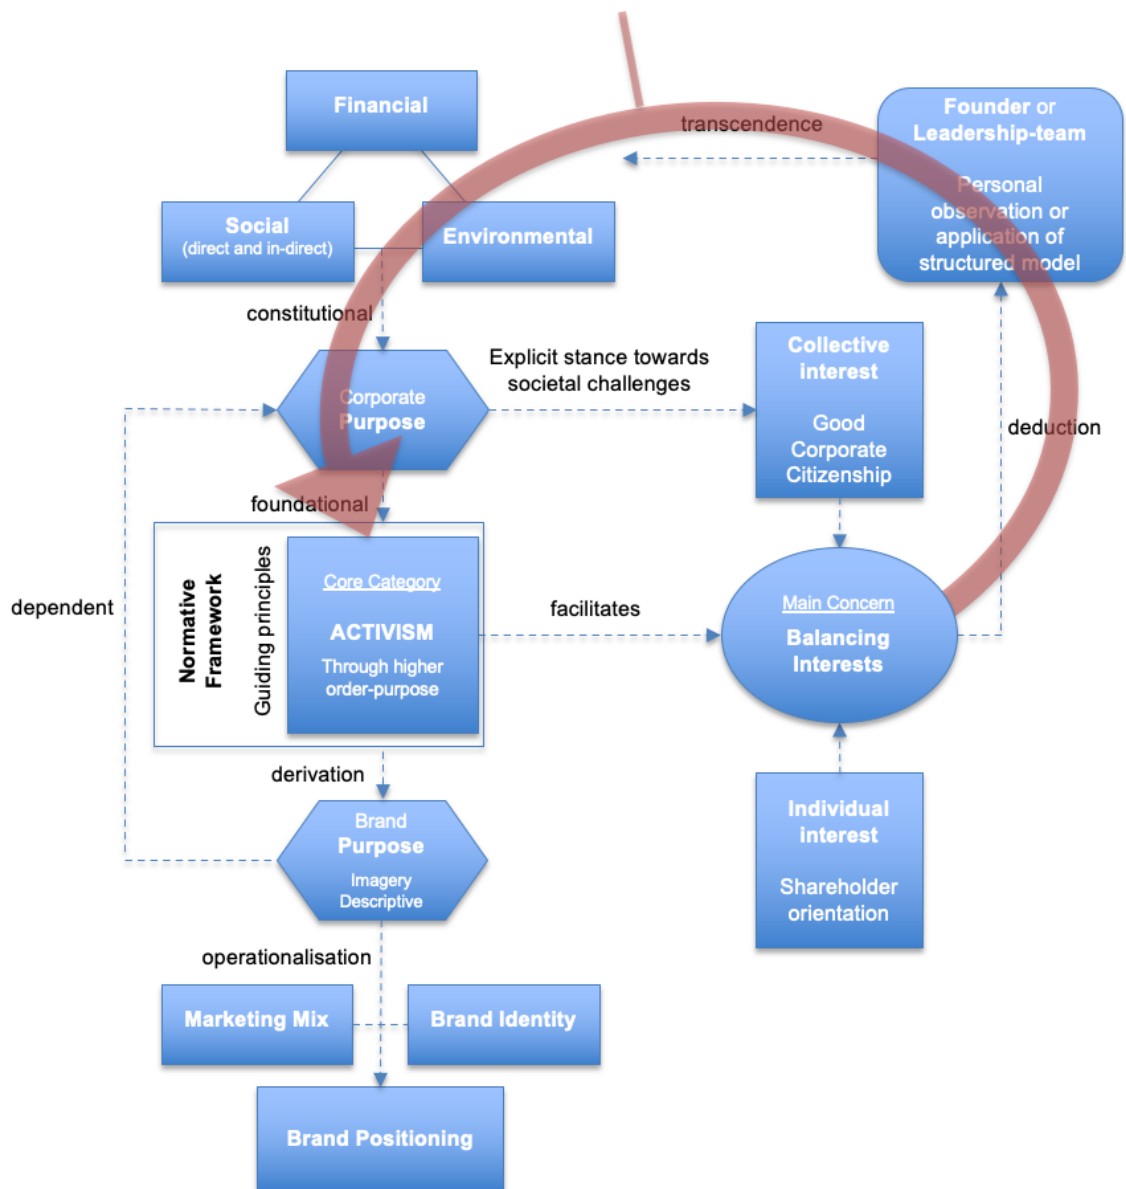 Financial
Founder or
Leadership-team
Personal
observation or
application of
structured model
transcendence
Social
(direct and in-direct)
Environmental
constitutional
Corporate
Purpose
Explicit stance towards
societal challenges
Collective
interest
Good
Corporate
Citizenship
deduction
foundational
Normative
Framework
Guiding principles
Core Category
ACTIVISM
Through higher
order-purpose
dependent
facilitates
Main Concern
Balancing
Interests
derivation
Brand
Purpose
Imagery
Descriptive
Individual
interest
Shareholder
orientation
operationalisation
Marketing Mix
Brand Identity
Brand Positioning